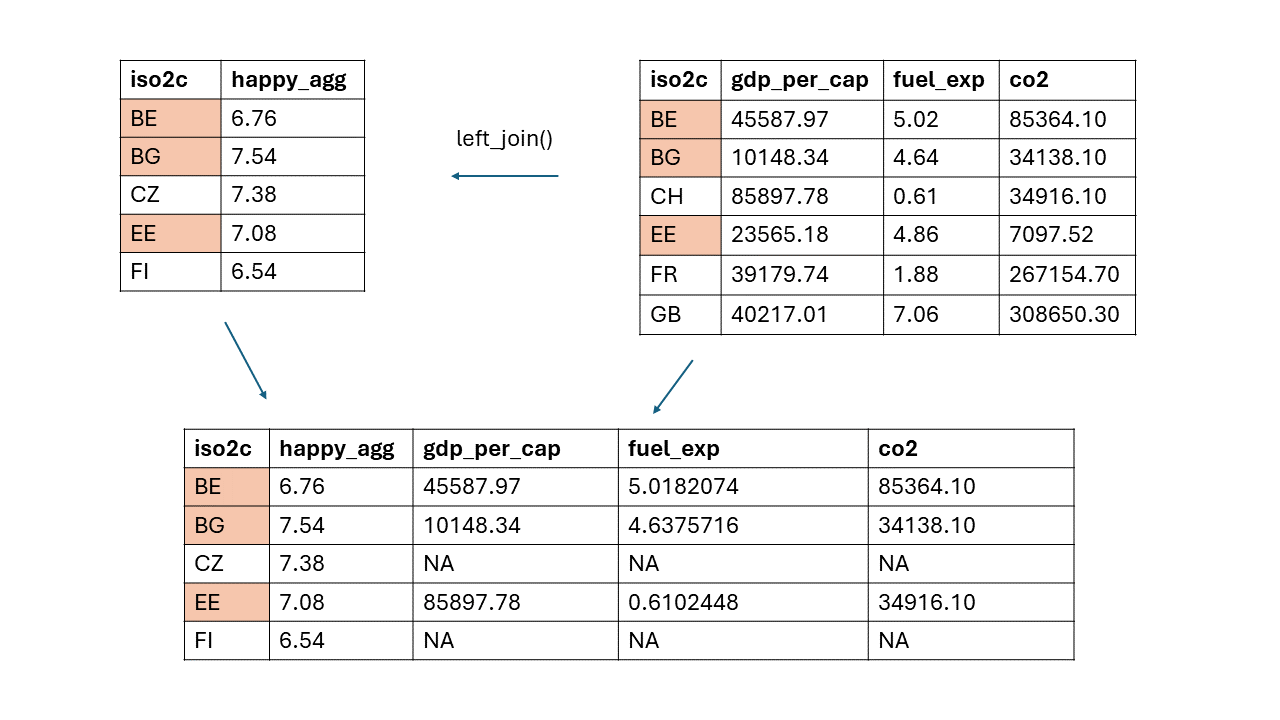 iso2c happy_agg
BE 6.76
BG 7.54
CZ 7.38
EE 7.08
FI 6.54
left_join()
iso2c gdp_per_cap fuel_exp co2
BE 45587.97 5.02 85364.10
BG 10148.34 4.64 34138.10
CH 85897.78 0.61 34916.10
EE 23565.18 4.86 7097.52
FR 39179.74 1.88 267154.70
GB 40217.01 7.06 308650.30
iso2c happy_agg gdp_per_cap fuel_exp co2
BE 6.76 45587.97 5.0182074 85364.10
BG 7.54 10148.34 4.6375716 34138.10
CZ 7.38 NA NA NA
EE 7.08 85897.78 0.6102448 34916.10
FI 6.54 NA NA NA